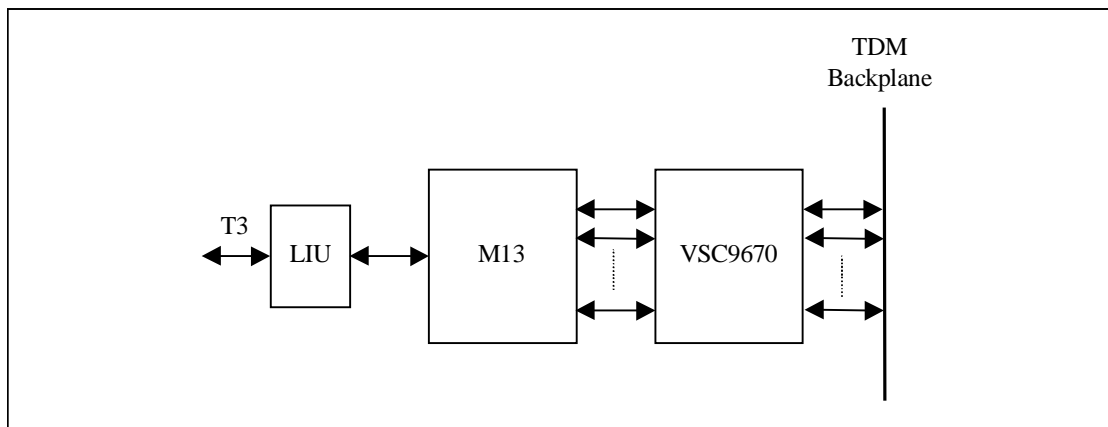 TDM
Backplane
T3
LIU
M13
VSC9670